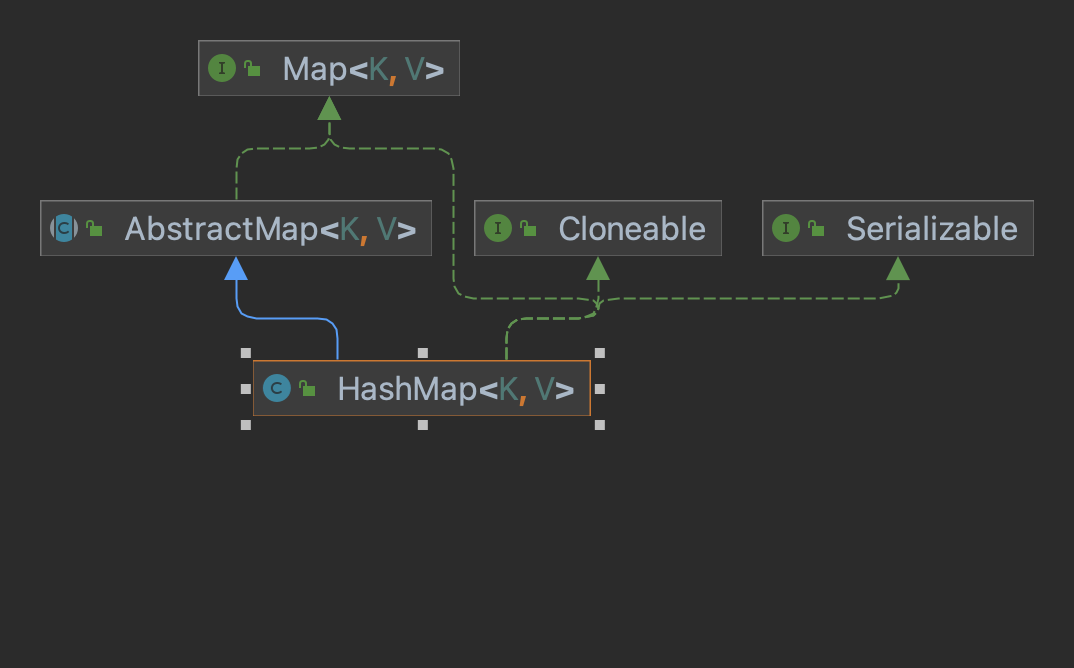 I Map<K, V>
C AbstractMap<K, V>
I Cloneable
I Serializable
C HashMap<K, V>